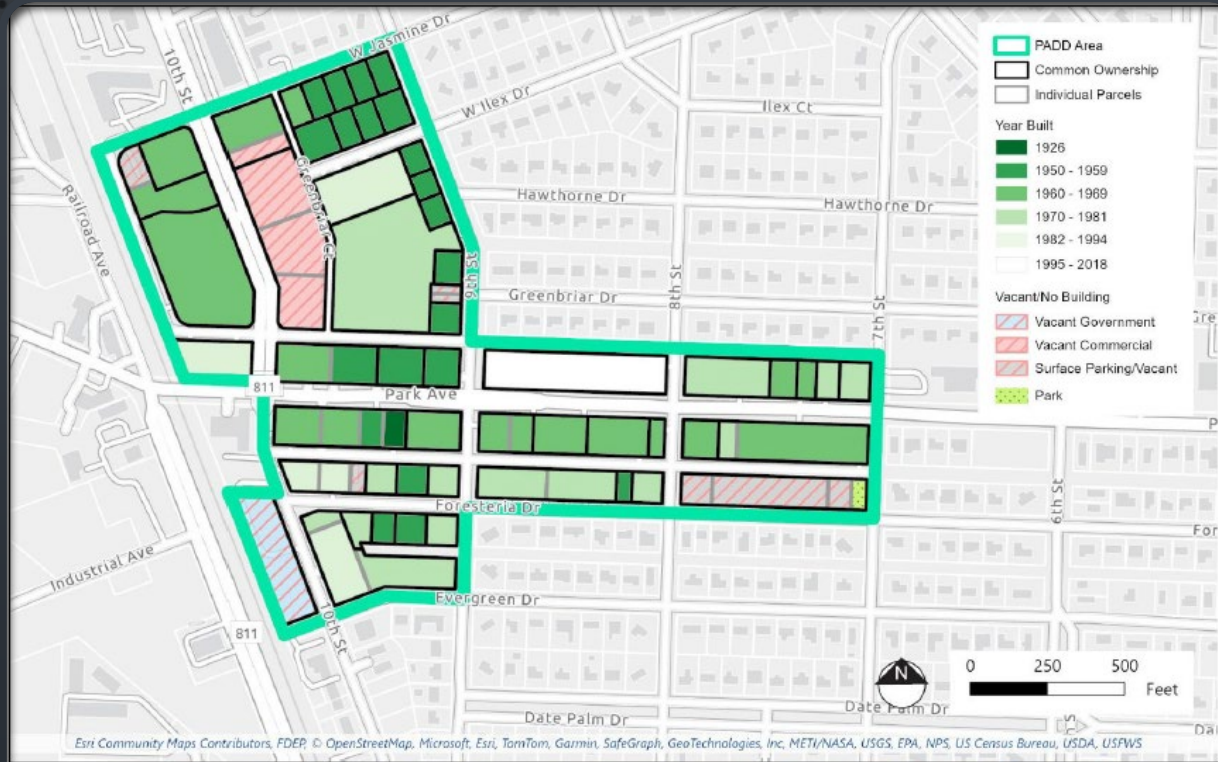 W Jasmine Dr
10th St
W Ilex Dr
Ilex Ct
Greenbriar Ct
Hawthorne Dr
Hawthorne Dr
Railroad Ave
9th St
8th St
7th St
Greenbriar Dr
Gre
811
Park Ave
P
6th St
Foresteria Dr
For
Industrial Ave
Evergreen Dr
10th St
811
Date Palm Dr
Date Palm Dr
Da
PADD Area
Common Ownership
Individual Parcels
Year Built
1926
1950 - 1959
1960 - 1969
1970 - 1981
1982 - 1994
1995 - 2018
Vacant/No Building
Vacant Government
Vacant Commercial
Surface Parking/Vacant
Park
N
0 250 500
Feet
Esri Community Maps Contributors, FDEP, © OpenStreetMap, Microsoft, Esri, TomTom, Garmin, SafeGraph, GeoTechnologies, Inc, METI/NASA, USGS, EPA, NPS, US Census Bureau, USDA, USFWS